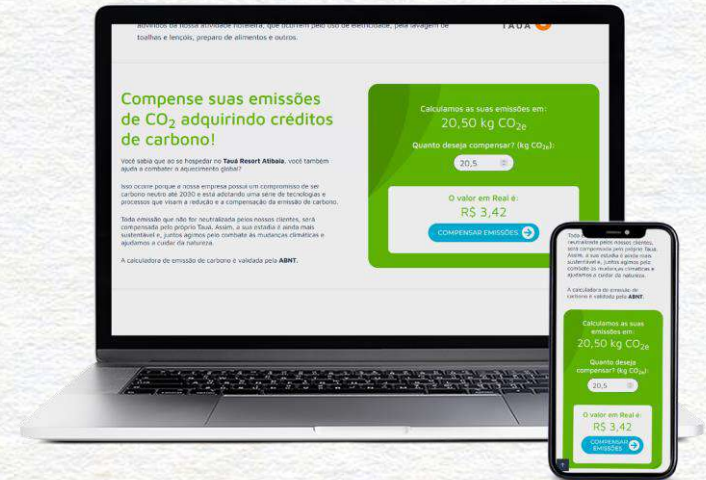 advindos da nossa atividade hoteleira, que ocorrem pelo uso de eletricidade, pela lavagem de
toalhas e lençóis, preparo de alimentos e outros.
TAUÁ
Compense suas emissões
de CO₂ adquirindo créditos
de carbono!
Você sabia que ao se hospedar no Tauá Resort Atibaia, você também
ajuda a combater o aquecimento global?
Isso ocorre porque a nossa empresa possui um compromisso de ser
carbono neutro até 2030 e está adotando uma série de tecnologias e
processos que visam a redução e a compensação da emissão de carbono.
Toda emissão que não for neutralizada pelos nossos clientes, será
compensada pelo próprio Tauá. Assim, a sua estadia é ainda mais
sustentável e, juntos agimos pelo combate às mudanças climáticas e
ajudamos a cuidar da natureza.
A calculadora de emissão de carbono é validada pela ABNT.
Calculamos as suas emissões em:
20,50 kg CO₂e
Quanto deseja compensar? (kg CO₂e):
20,5
O valor em Real é:
R$ 3,42
COMPENSAR EMISSÕES
neutralizada pelos nossos clientes,
será compensada pelo próprio Tauá.
Assim, a sua estadia é ainda mais
sustentável e, juntos agimos pelo
combate às mudanças climáticas e
ajudamos a cuidar da natureza.
A calculadora de emissão de
carbono é validada pela ABNT.
Calculamos as suas
emissões em:
20,50 kg CO₂e
Quanto deseja
compensar? (kg CO₂e):
20,5
O valor em Real é:
R$ 3,42
COMPENSAR
EMISSÕES